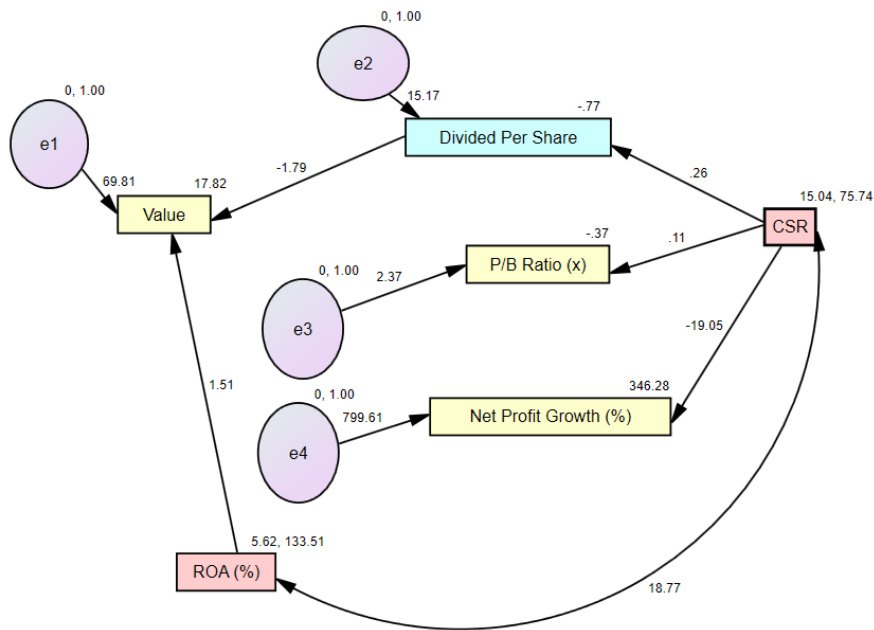 0, 1.00
e2
15.17
-.77
Divided Per Share
0, 1.00
e1
69.81
17.82
Value
-1.79
.26
15.04, 75.74
CSR
-.37
.11
P/B Ratio (x)
0, 1.00
2.37
e3
-19.05
1.51
346.28
0, 1.00
799.61
Net Profit Growth (%)
e4
5.62, 133.51
ROA (%)
18.77